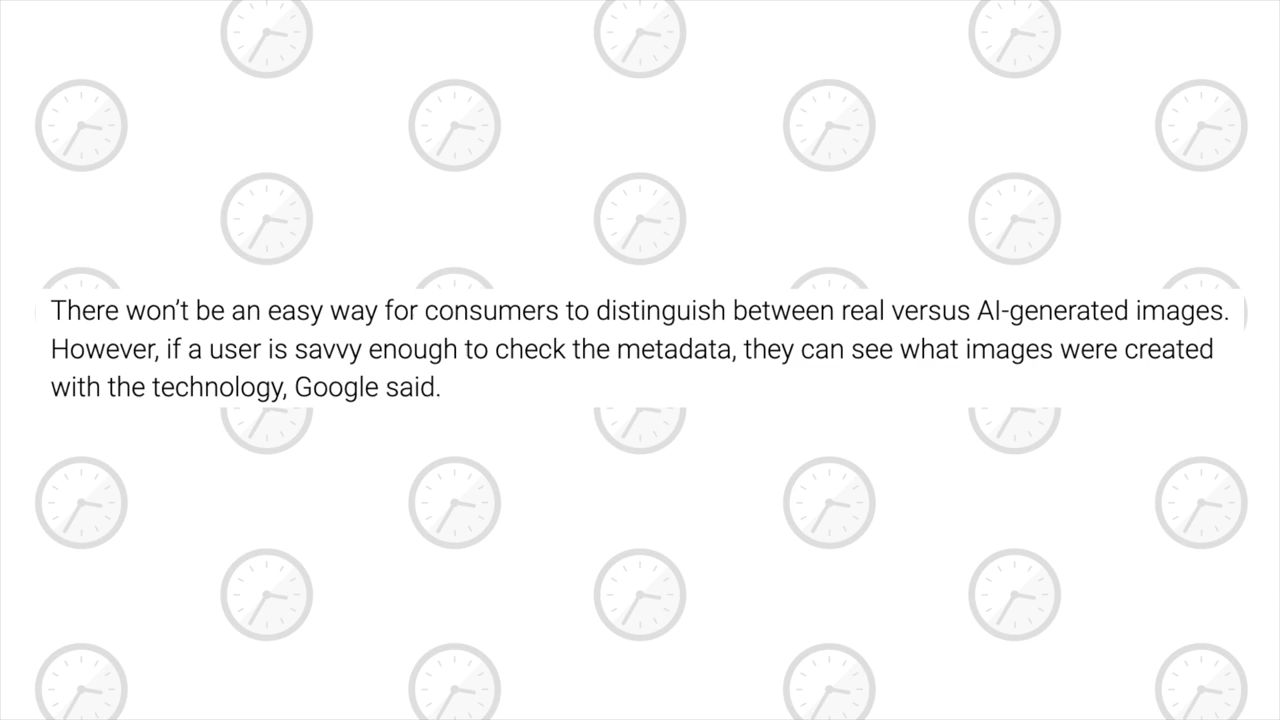 There won’t be an easy way for consumers to distinguish between real versus AI-generated images.
However, if a user is savvy enough to check the metadata, they can see what images were created
with the technology, Google said.